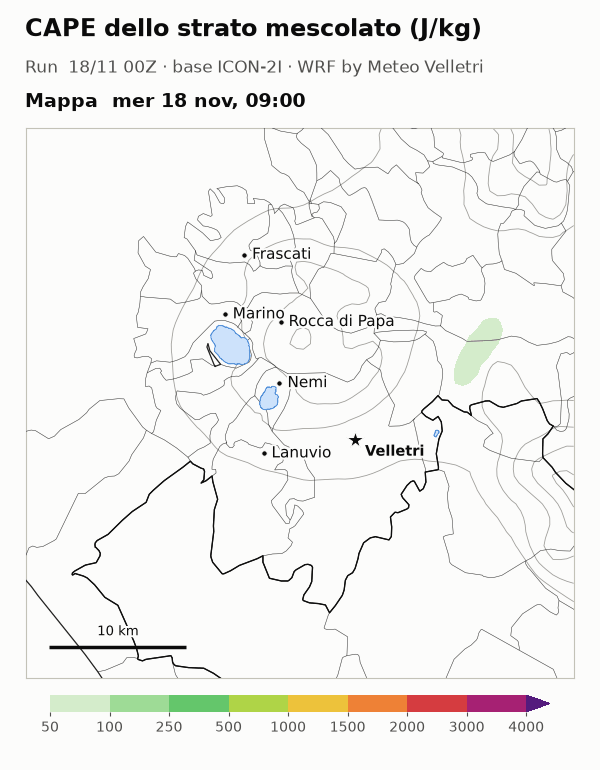 CAPE dello strato mescolato (J/kg)
Run  18/11 00Z · base ICON-2I · WRF by Meteo Velletri
Mappa  mer 18 nov, 09:00
Frascati
Marino
Rocca di Papa
Nemi
Velletri
Lanuvio
10 km
50 100 250 500 1000 1500 2000 3000 4000